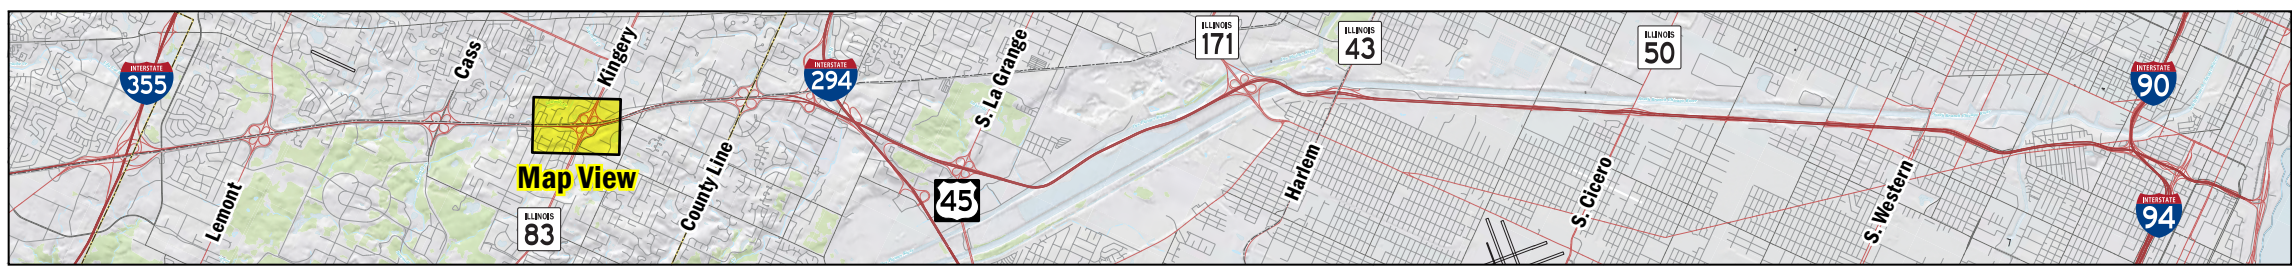 INTERSTATE
355
Lemont
Cass
Map View
ILLINOIS
83
Kingery
County Line
INTERSTATE
294
S. La Grange
45
ILLINOIS
171
Harlem
ILLINOIS
43
S. Cicero
ILLINOIS
50
S. Western
INTERSTATE
90
INTERSTATE
94